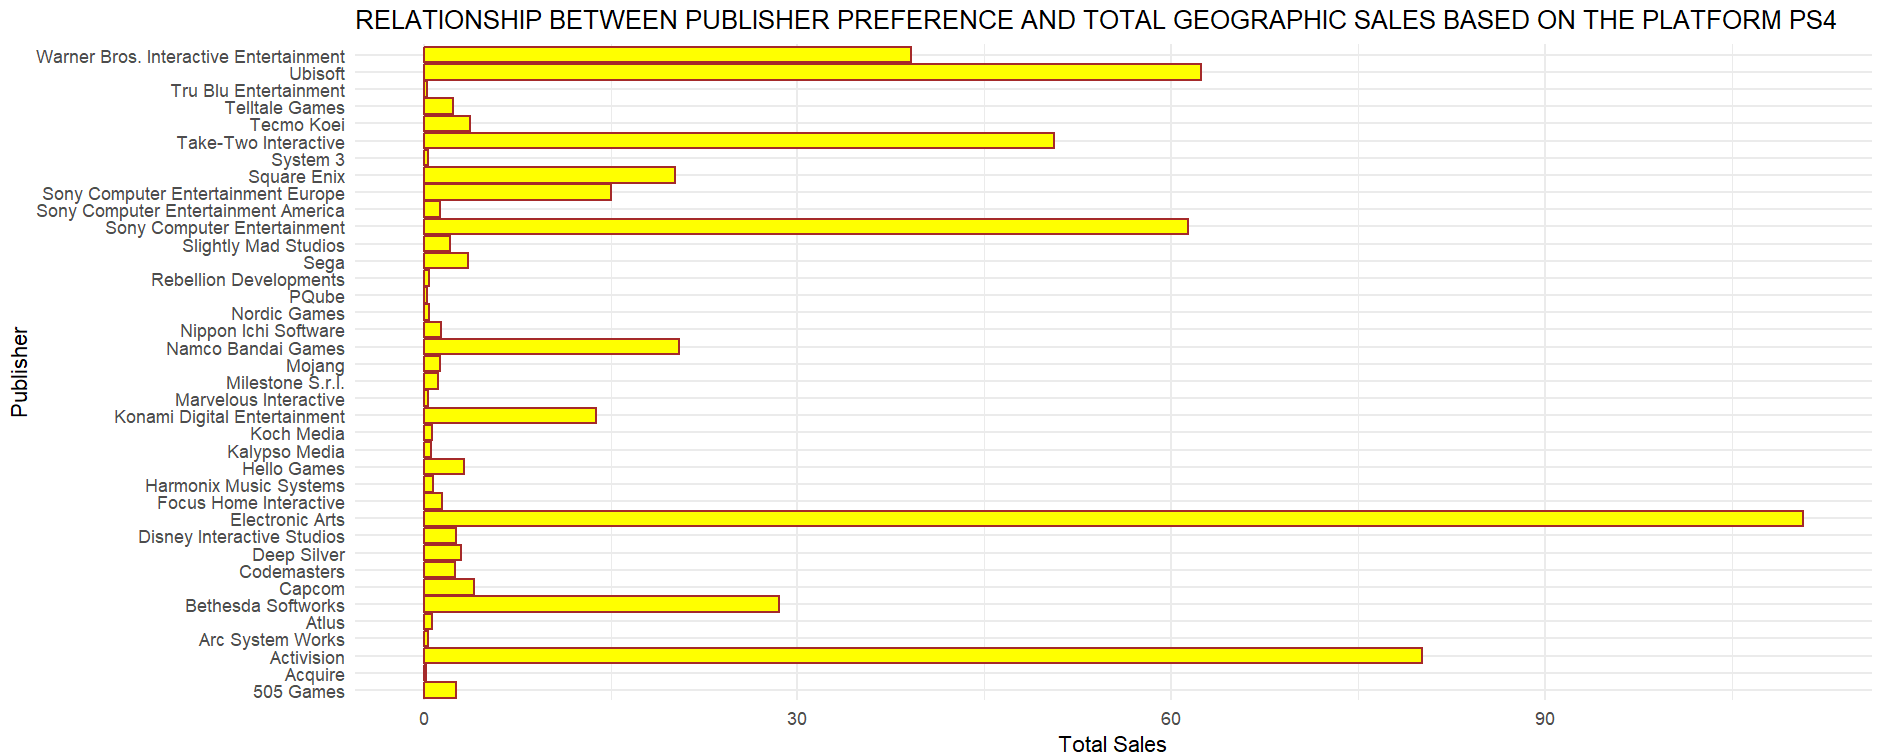 RELATIONSHIP BETWEEN PUBLISHER PREFERENCE AND TOTAL GEOGRAPHIC SALES BASED ON THE PLATFORM PS4
Publisher
Warner Bros. Interactive Entertainment
Ubisoft
Tru Blu Entertainment
Telltale Games
Tecmo Koei
Take-Two Interactive
System 3
Square Enix
Sony Computer Entertainment Europe
Sony Computer Entertainment America
Sony Computer Entertainment
Slightly Mad Studios
Sega
Rebellion Developments
PQube
Nordic Games
Nippon Ichi Software
Namco Bandai Games
Mojang
Milestone S.r.l.
Marvelous Interactive
Konami Digital Entertainment
Koch Media
Kalypso Media
Hello Games
Harmonix Music Systems
Focus Home Interactive
Electronic Arts
Disney Interactive Studios
Deep Silver
Codemasters
Capcom
Bethesda Softworks
Atlus
Arc System Works
Activision
Acquire
505 Games
0 30 60 90
Total Sales